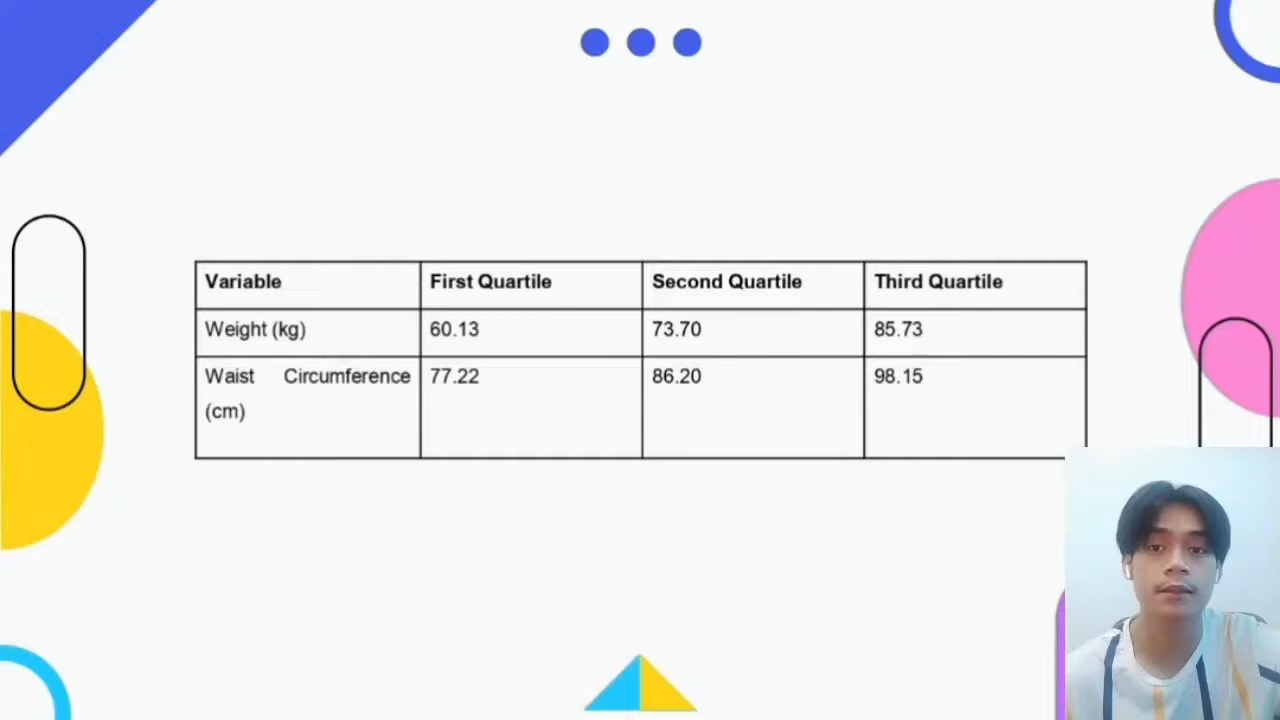 Variable First Quartile Second Quartile Third Quartile
Weight (kg) 60.13 73.70 85.73
Waist Circumference 77.22 86.20 98.15
(cm)